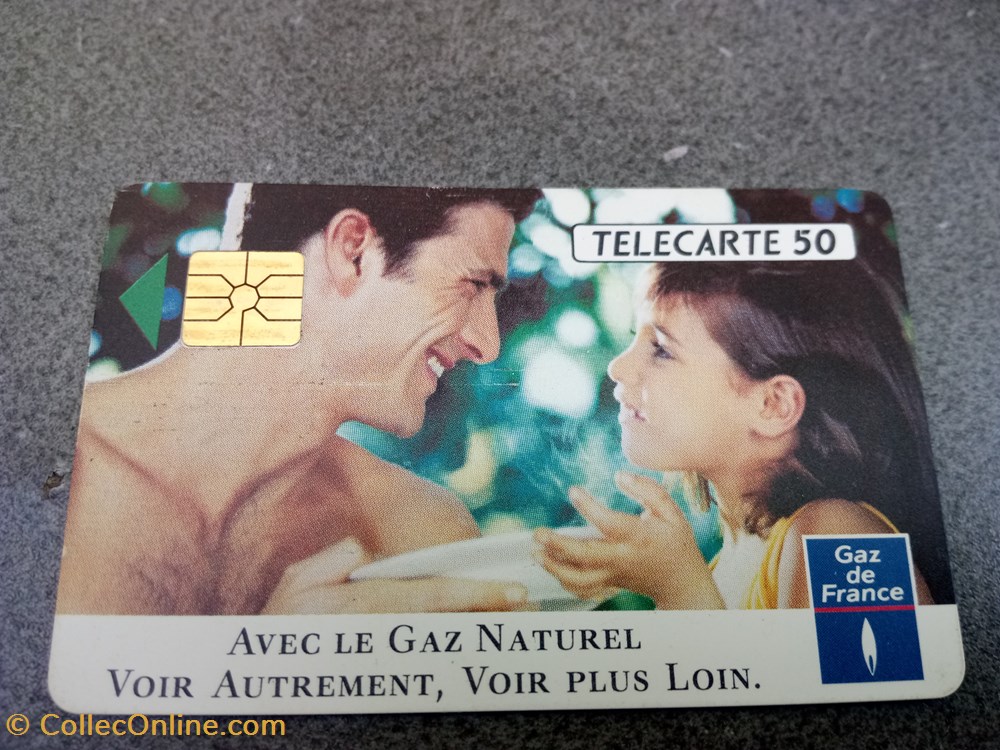 TELECARTE 50
Gaz
de
France
AVEC LE GAZ NATUREL
VOIR AUTREMENT, VOIR PLUS LOIN.
© CollecOnline.com